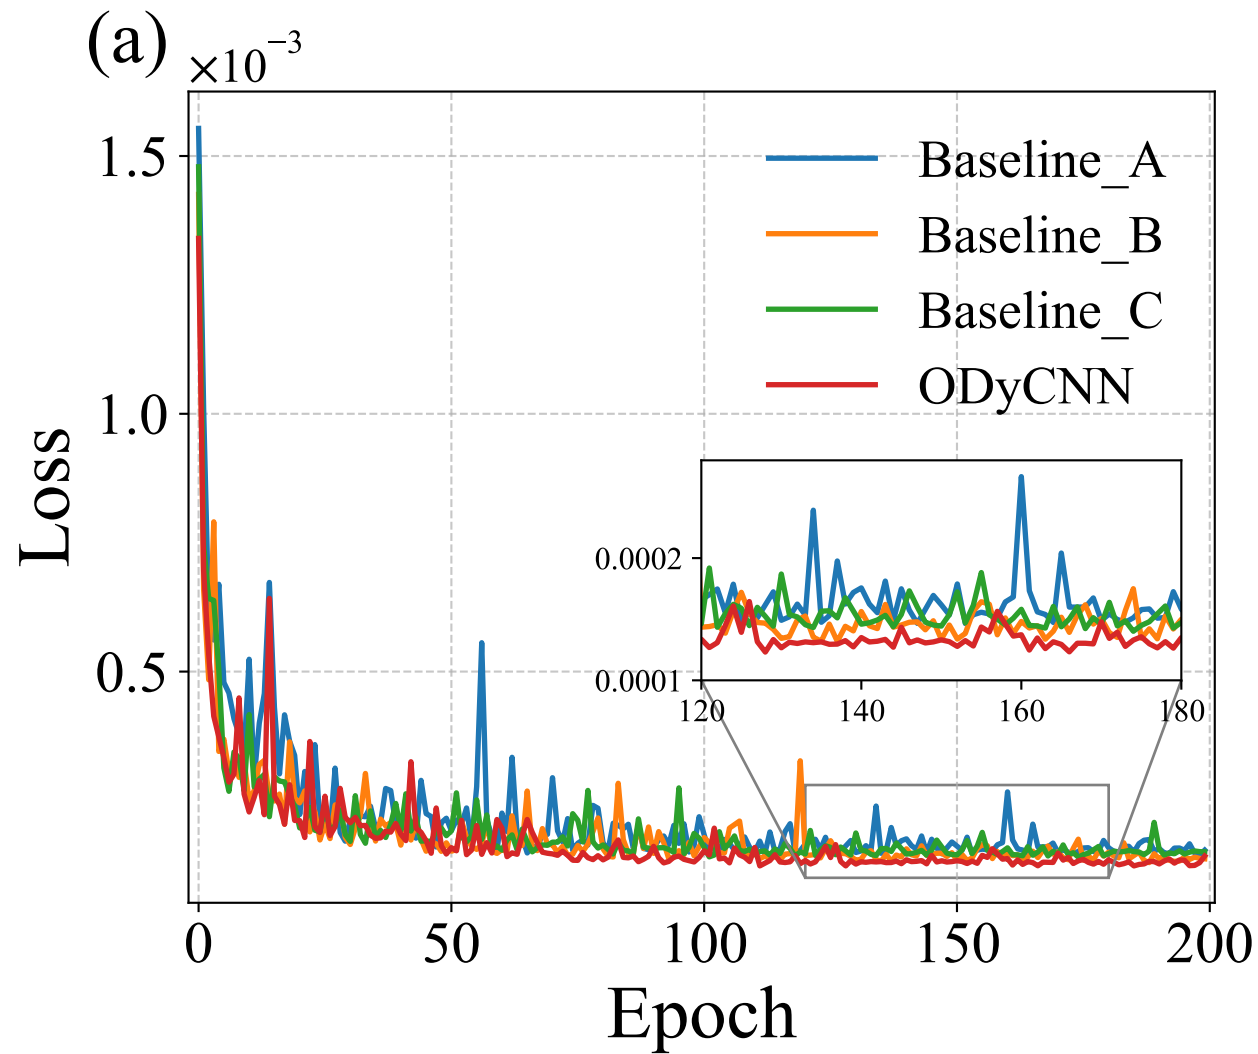 (a)
×10⁻³
1.5
1.0
0.5
Loss
Baseline_A
Baseline_B
Baseline_C
ODyCNN
0.0002
0.0001
120 140 160 180
0 50 100 150 200
Epoch